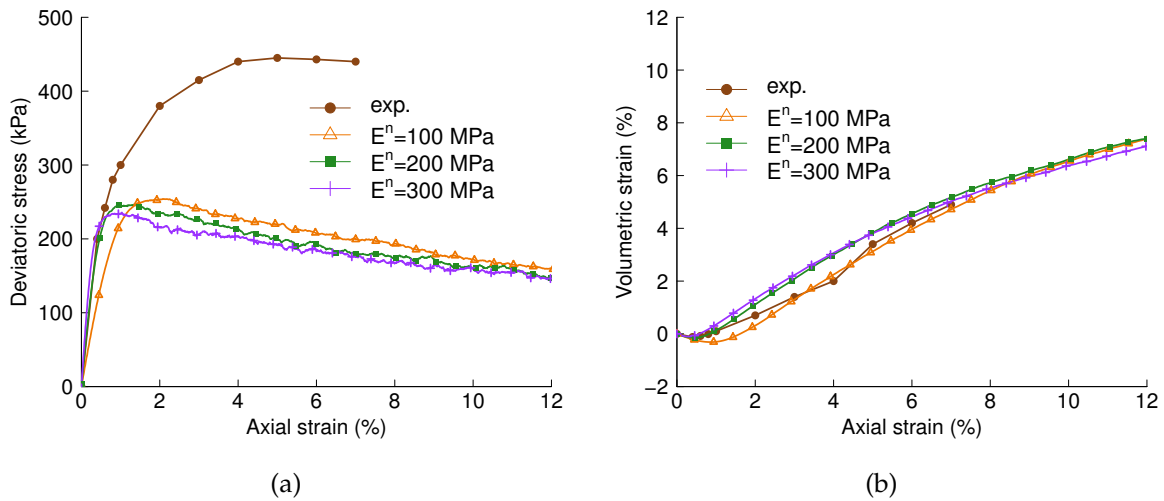 500
400
300
200
100
0
0 2 4 6 8 10 12
Deviatoric stress (kPa)
Axial strain (%)
exp.
Eⁿ=100 MPa
Eⁿ=200 MPa
Eⁿ=300 MPa
(a)
12
10
8
6
4
2
0
−2
0 2 4 6 8 10 12
Volumetric strain (%)
Axial strain (%)
exp.
Eⁿ=100 MPa
Eⁿ=200 MPa
Eⁿ=300 MPa
(b)